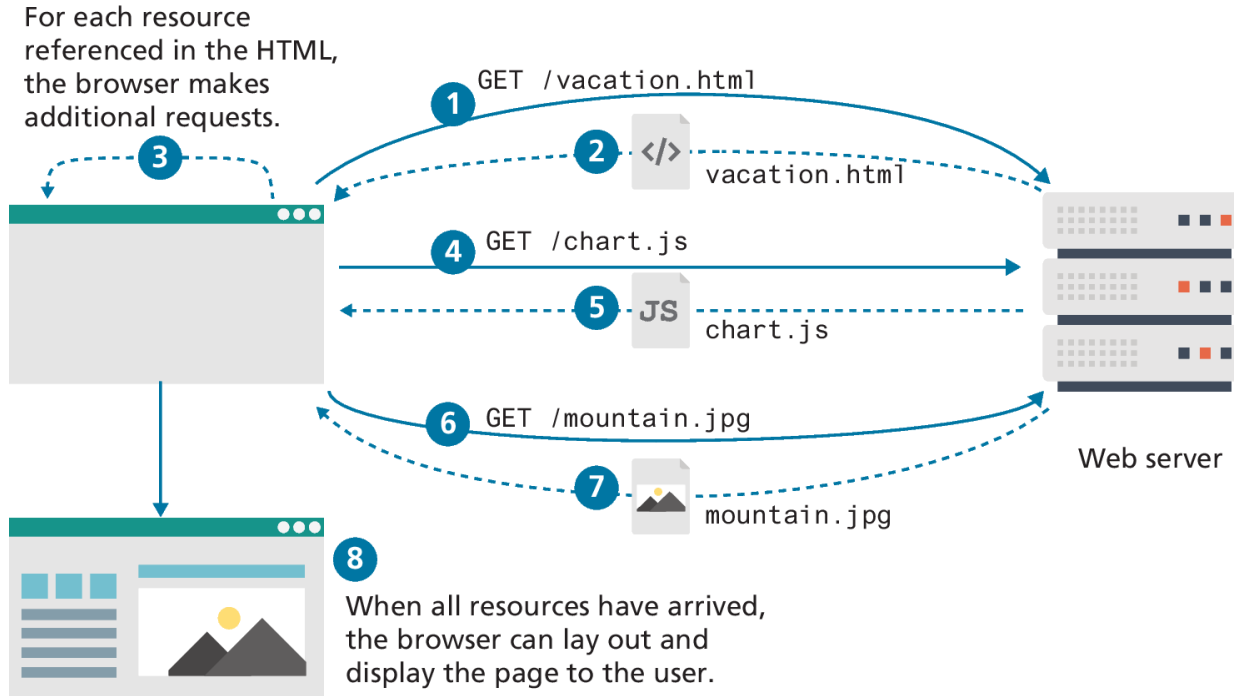 For each resource
referenced in the HTML,
the browser makes
additional requests.
3
1
GET /vacation.html
2
</>
vacation.html
4
GET /chart.js
5
JS
chart.js
6
GET /mountain.jpg
7
mountain.jpg
Web server
8
When all resources have arrived,
the browser can lay out and
display the page to the user.